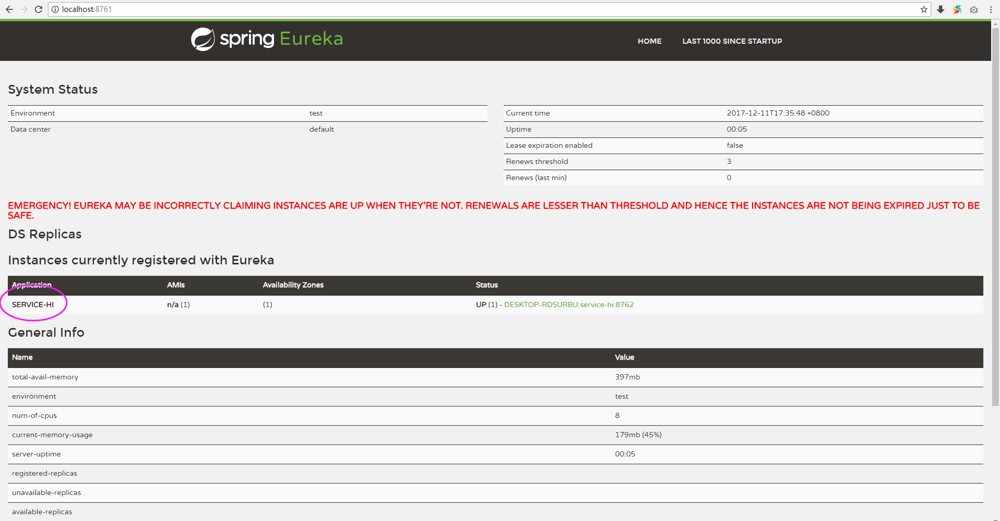 localhost:8761
spring Eureka
HOME LAST 1000 SINCE STARTUP
System Status
Environment test
Data center default
Current time 2017-12-11T17:35:48 +0800
Uptime 00:05
Lease expiration enabled false
Renews threshold 3
Renews (last min) 0
EMERGENCY! EUREKA MAY BE INCORRECTLY CLAIMING INSTANCES ARE UP WHEN THEY'RE NOT. RENEWALS ARE LESSER THAN THRESHOLD AND HENCE THE INSTANCES ARE NOT BEING EXPIRED JUST TO BE
SAFE.
DS Replicas
Instances currently registered with Eureka
Application AMIs Availability Zones Status
SERVICE-HI n/a (1) (1) UP (1) - DESKTOP-RDSURBU:service-hi:8762
General Info
Name Value
total-avail-memory 397mb
environment test
num-of-cpus 8
current-memory-usage 179mb (45%)
server-uptime 00:05
registered-replicas
unavailable-replicas
available-replicas